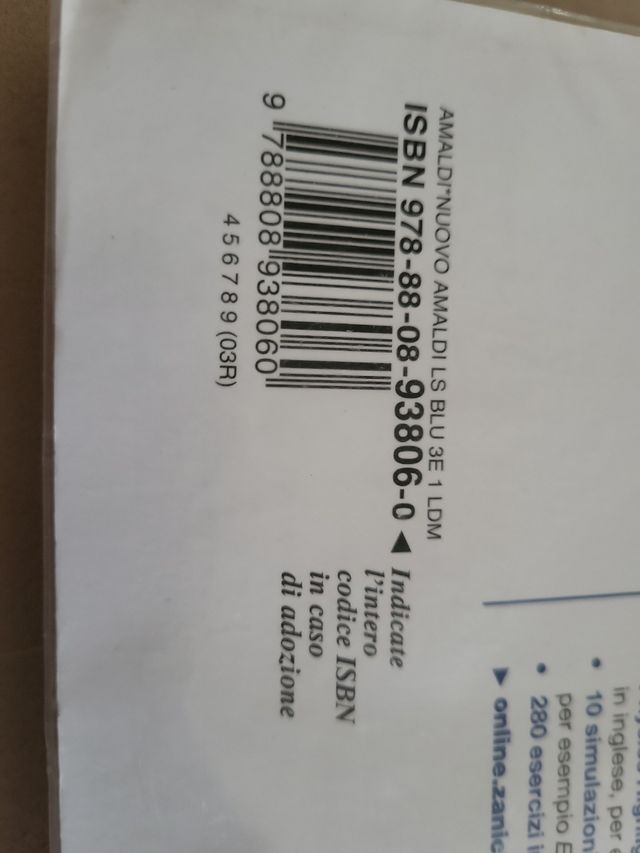 AMALDI*NUOVO AMALDI LS BLU 3E 1 LDM
ISBN 978-88-08-93806-0
9 788808 938060
4 5 6 7 8 9 (03R)
◀ Indicate
l'intero
codice ISBN
in caso
di adozione
in inglese, per
• 10 simulazion
per esempio E
• 280 esercizi i
▶ online.zanic